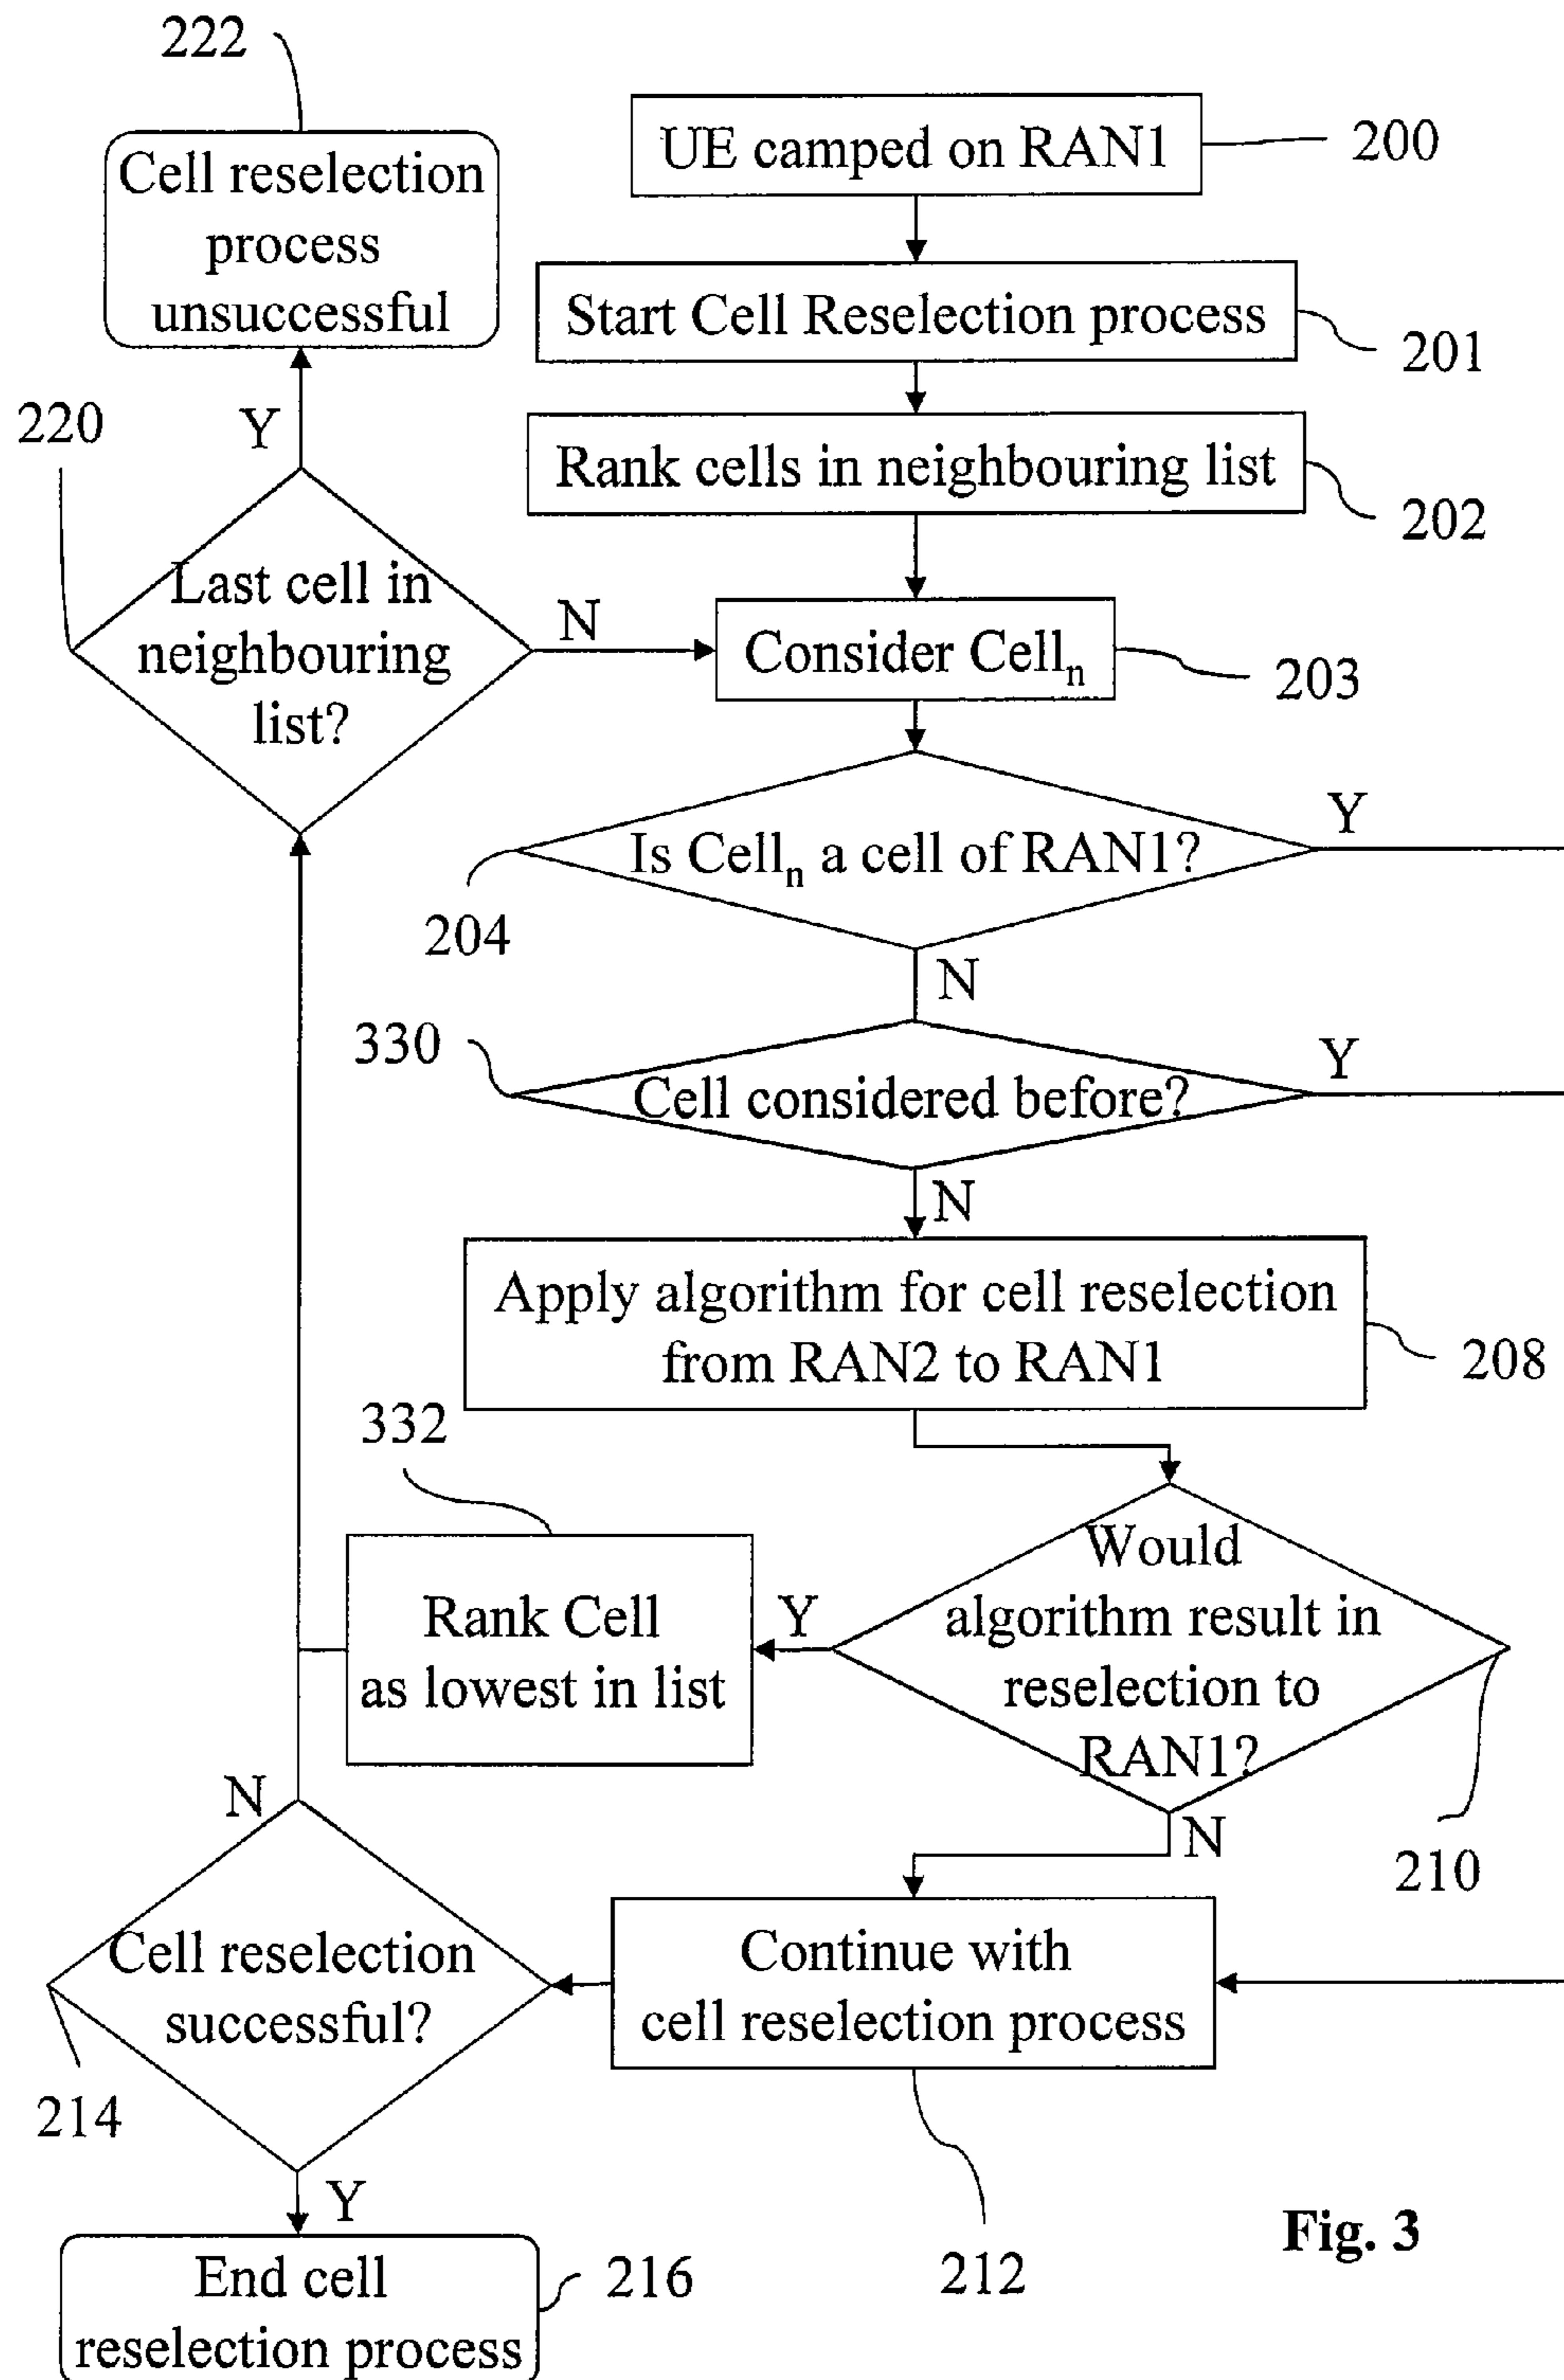 222
Cell reselection
process
unsuccessful
UE camped on RAN1
200
Start Cell Reselection process
201
Rank cells in neighbouring list
202
220
Y
Last cell in
neighbouring
list?
N
Consider Cellₙ
203
Is Cellₙ a cell of RAN1?
Y
204
N
330
Cell considered before?
Y
N
Apply algorithm for cell reselection
from RAN2 to RAN1
208
332
Rank Cell
as lowest in list
Y
Would
algorithm result in
reselection to
RAN1?
210
N
N
Cell reselection
successful?
214
Continue with
cell reselection process
212
Y
End cell
reselection process
216
Fig. 3